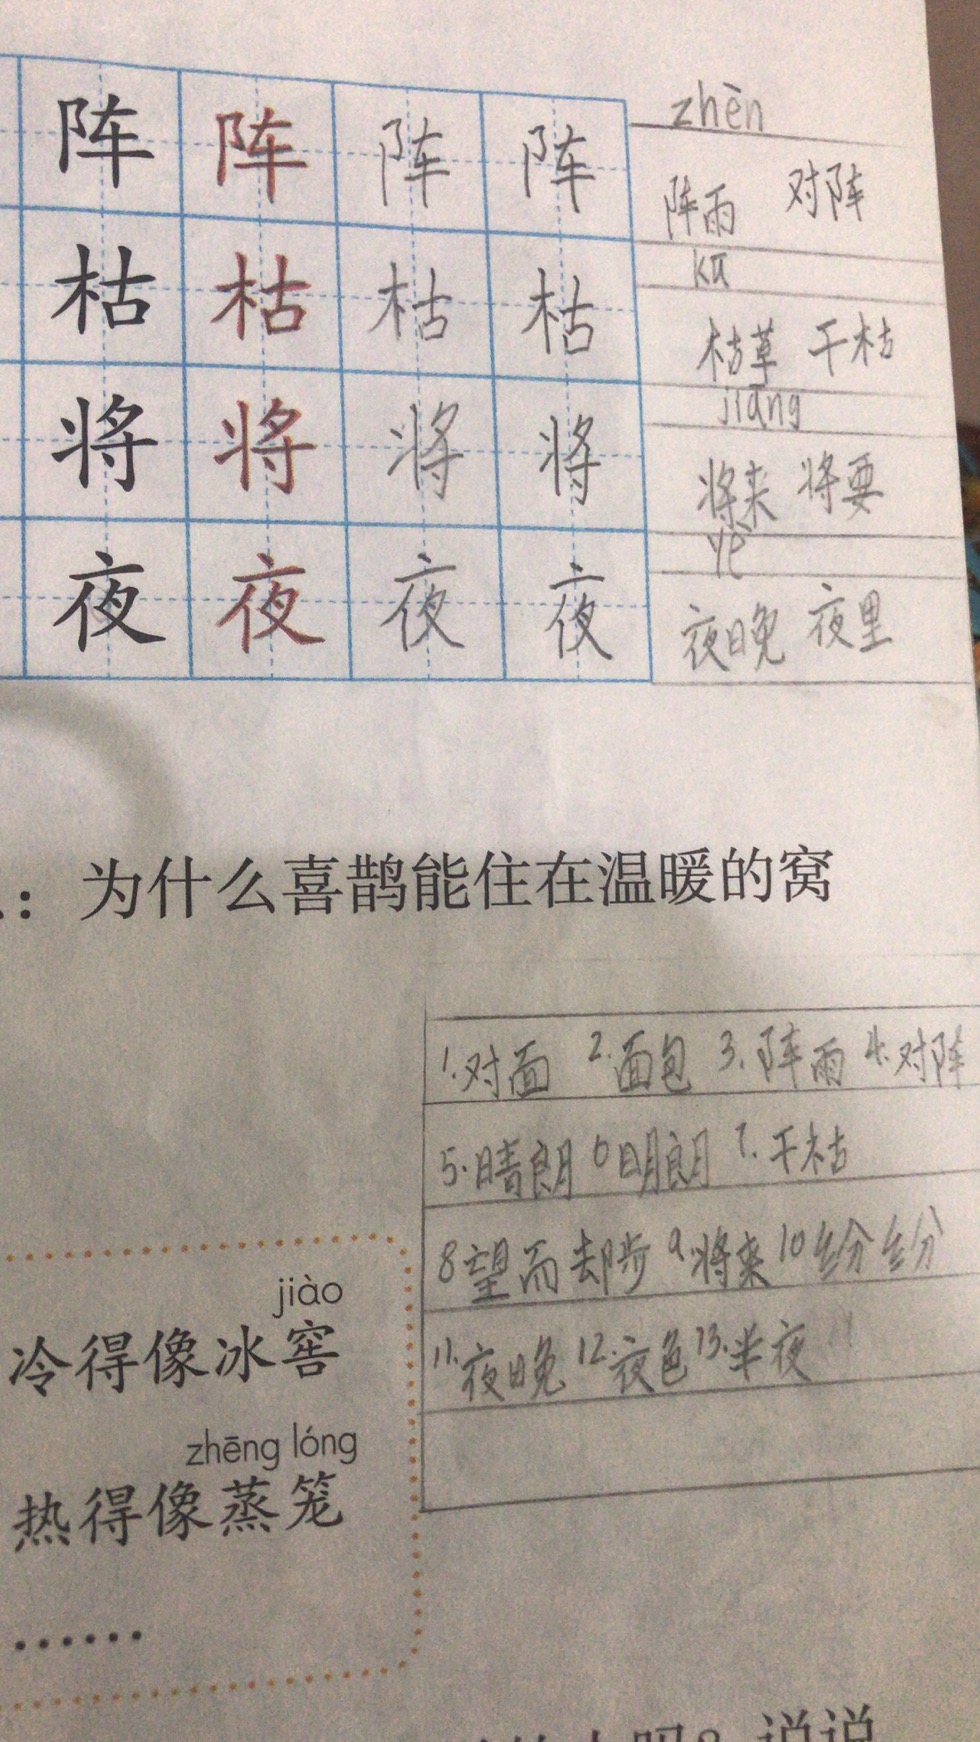 zhèn
阵 阵 阵 阵 阵雨 对阵
kū
枯 枯 枯 枯 枯草 干枯
jiāng
将 将 将 将 将来 将要
yè
夜 夜 夜 夜 夜晚 夜里
：为什么喜鹊能住在温暖的窝
1.对面 2.面包 3.阵雨 4.对阵
5.晴朗 6明朗 7.干枯
8望而却步 9.将来 10纷纷
11.夜晚 12.夜色 13.半夜
jiào
冷得像冰窖
zhēng lóng
热得像蒸笼
……
说说